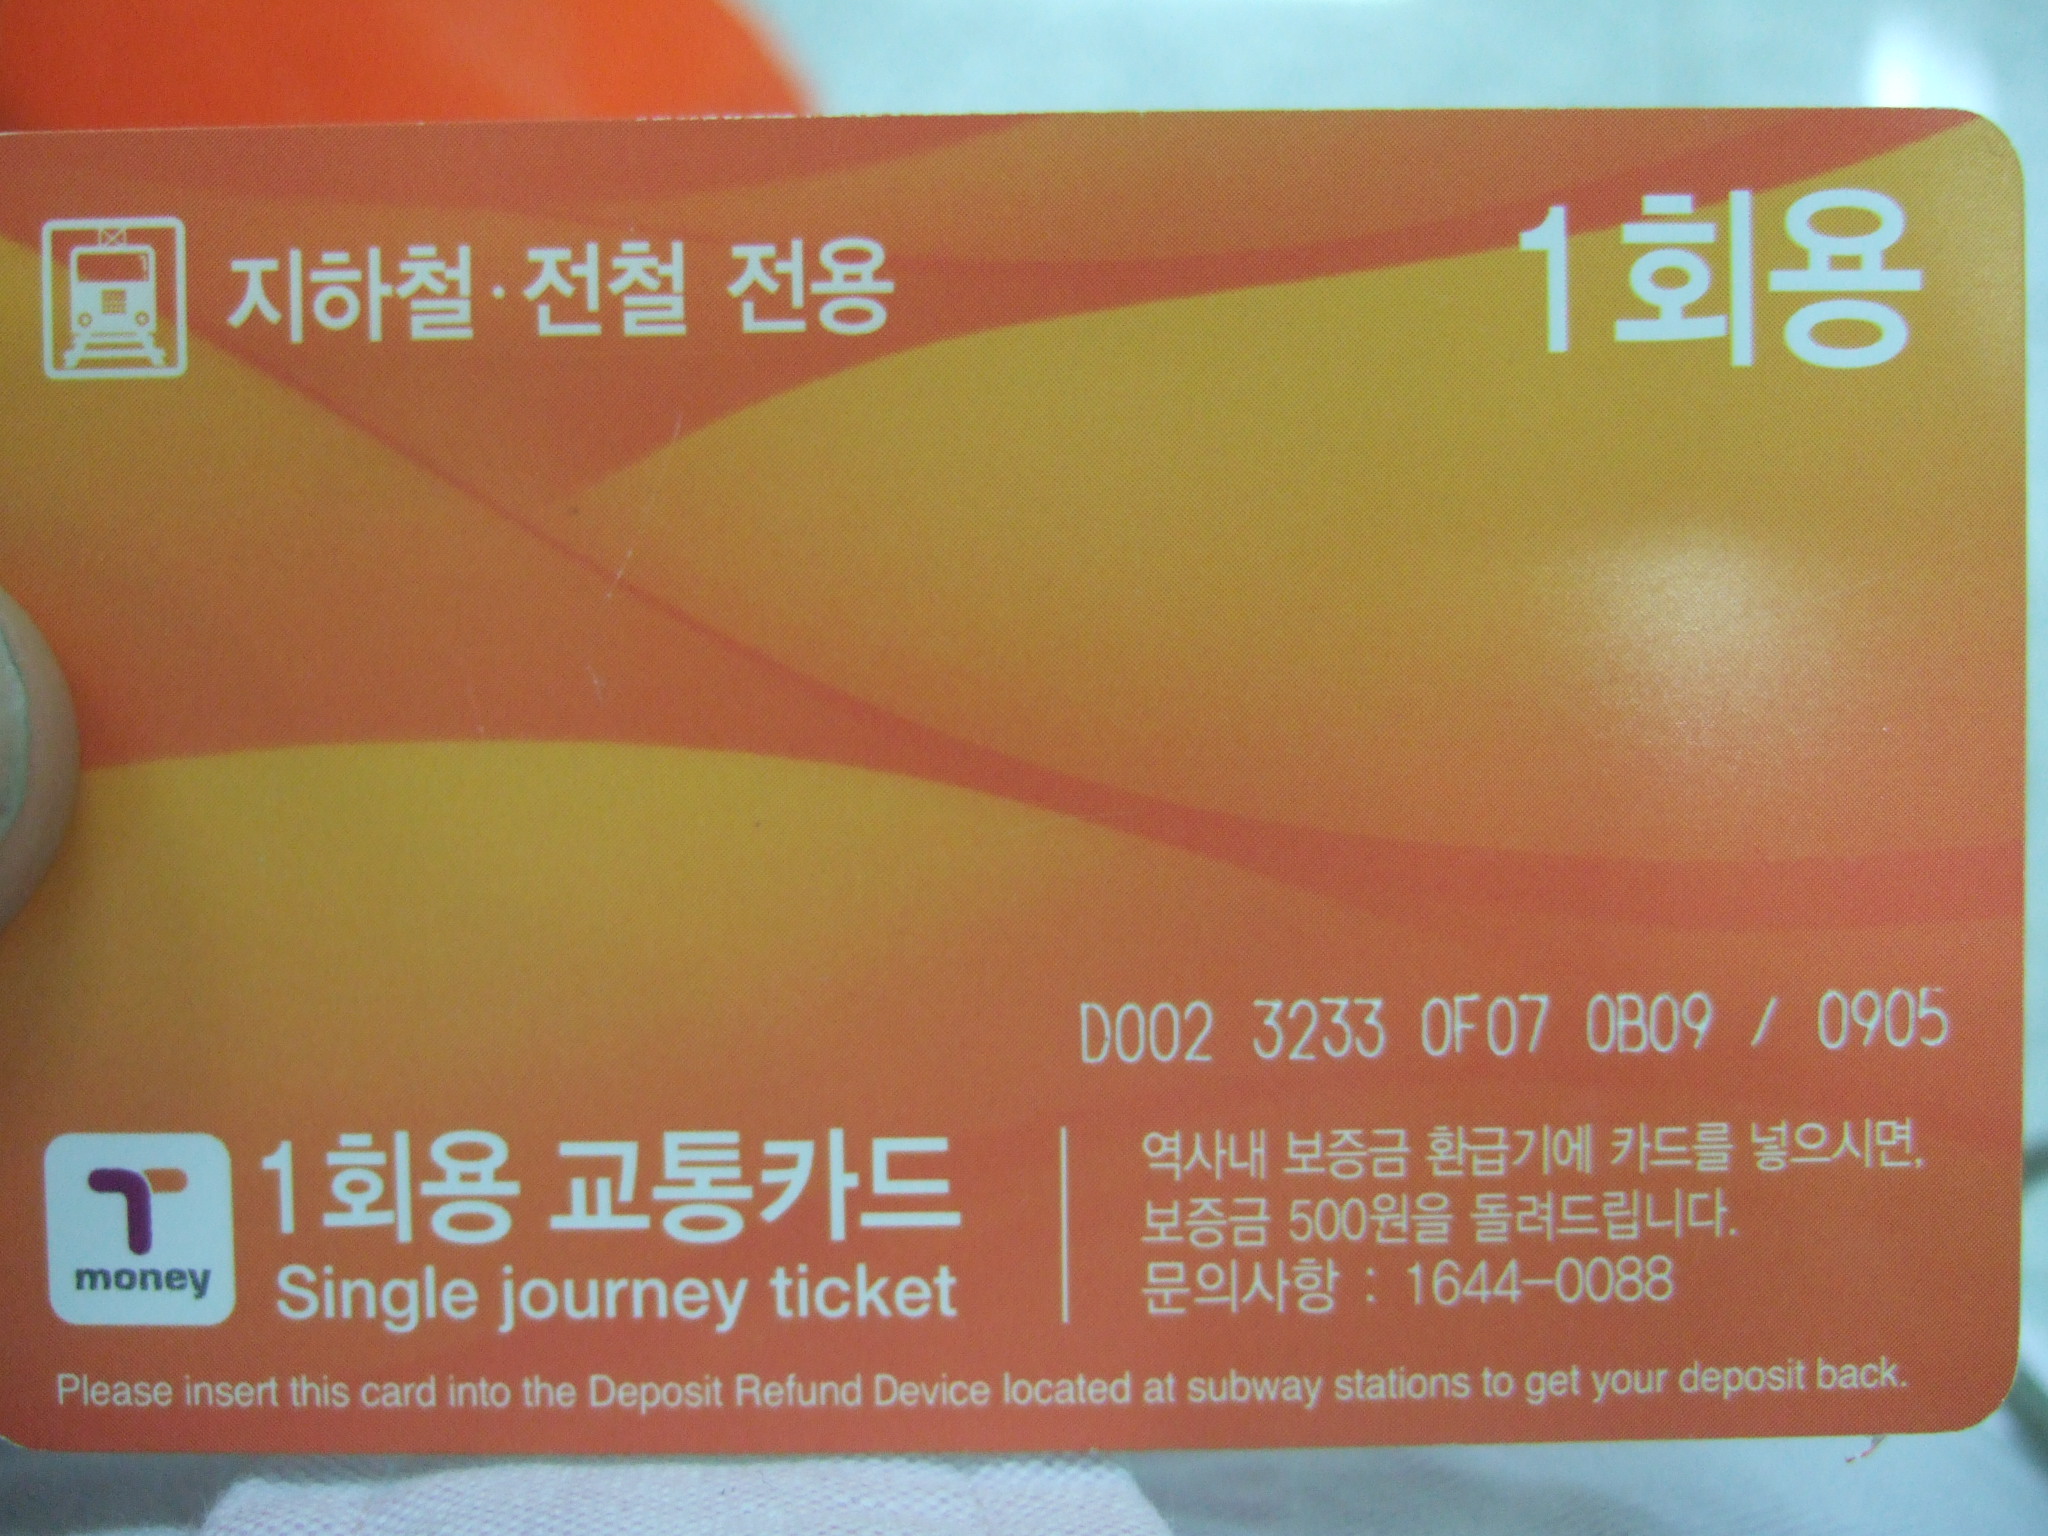 지하철·전철 전용
1회용
D002 3233 0F07 0B09 / 0905
T
money
1회용 교통카드
Single journey ticket
역사내 보증금 환급기에 카드를 넣으시면,
보증금 500원을 돌려드립니다.
문의사항 : 1644-0088
Please insert this card into the Deposit Refund Device located at subway stations to get your deposit back.